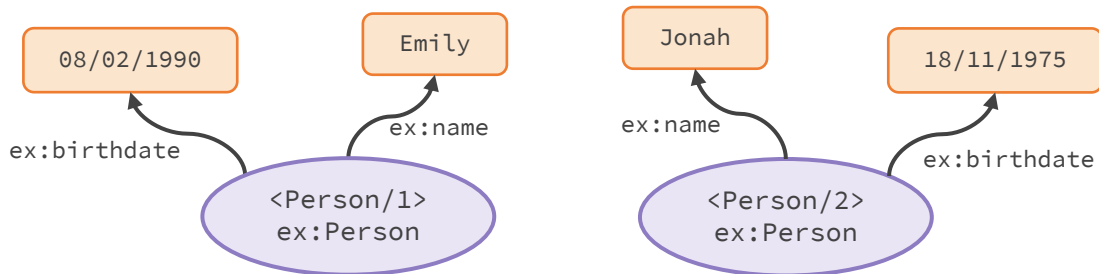 08/02/1990
Emily
ex:birthdate
ex:name
<Person/1>
ex:Person
Jonah
18/11/1975
ex:name
ex:birthdate
<Person/2>
ex:Person